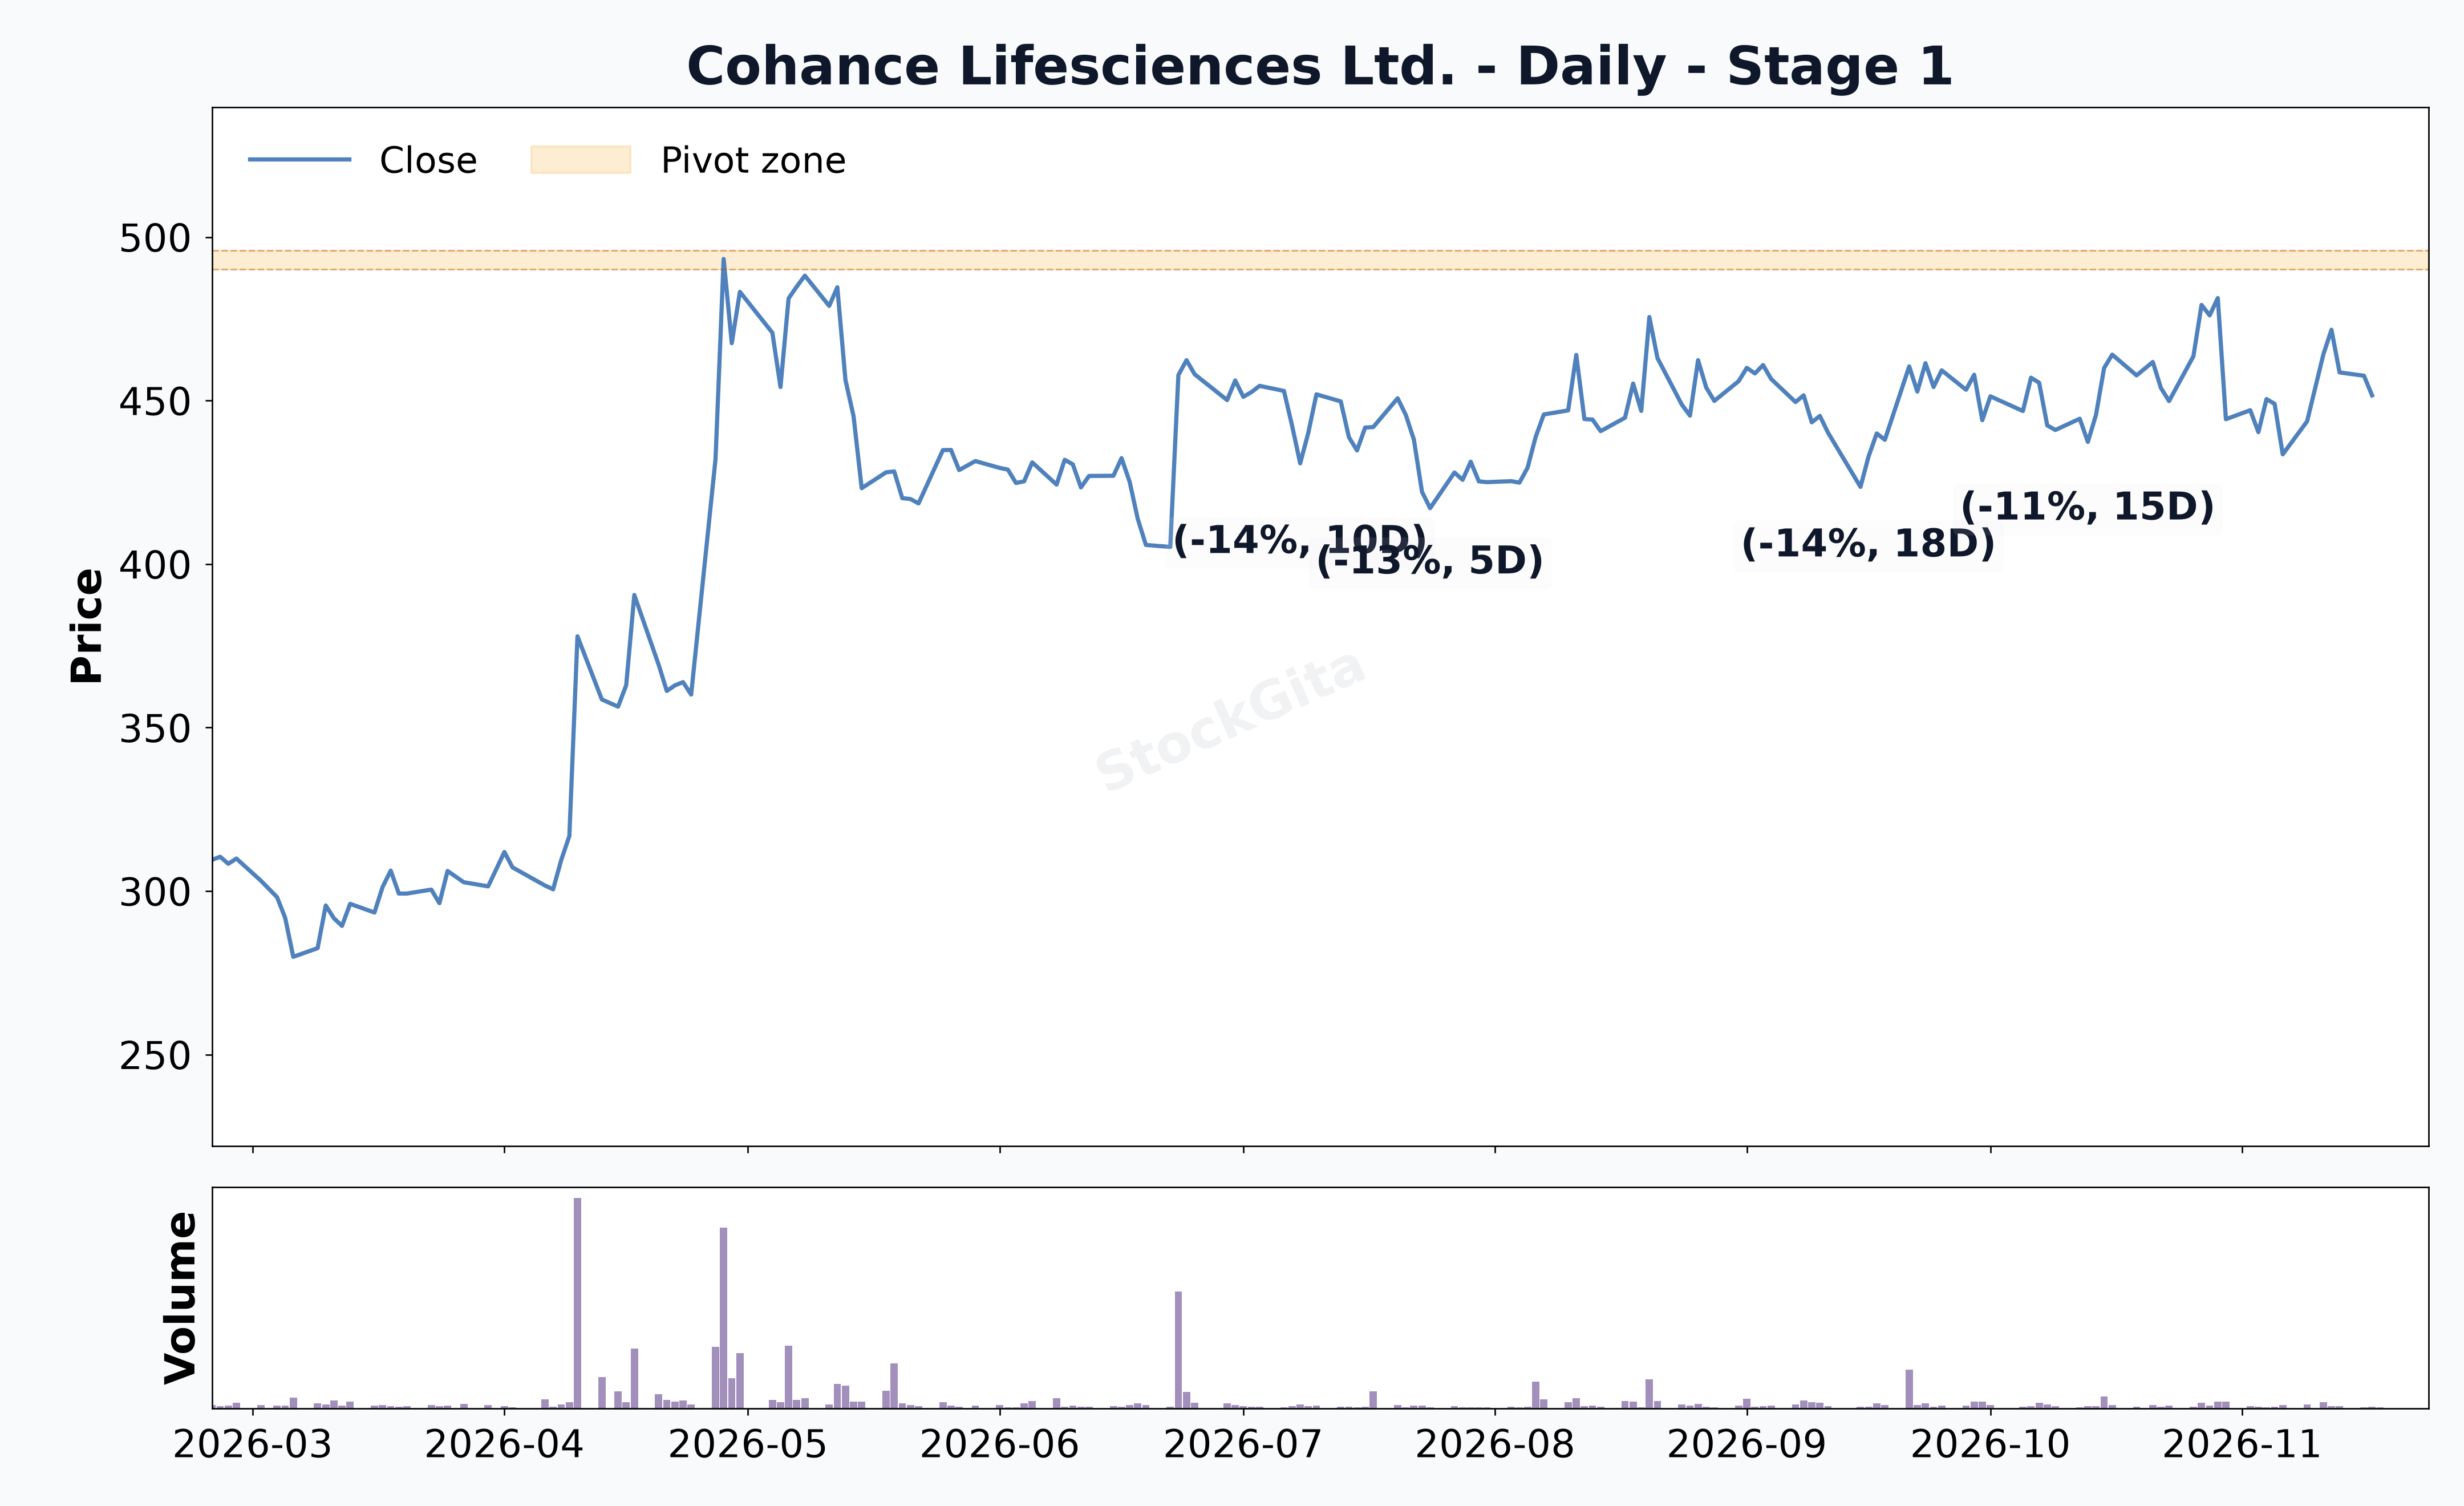 Cohance Lifesciences Ltd. - Daily - Stage 1
Close
Pivot zone
Price
500
450
400
350
300
250
(-14%, 10D)
(-13%, 5D)
(-14%, 18D)
(-11%, 15D)
StockGita
Volume
2026-03
2026-04
2026-05
2026-06
2026-07
2026-08
2026-09
2026-10
2026-11